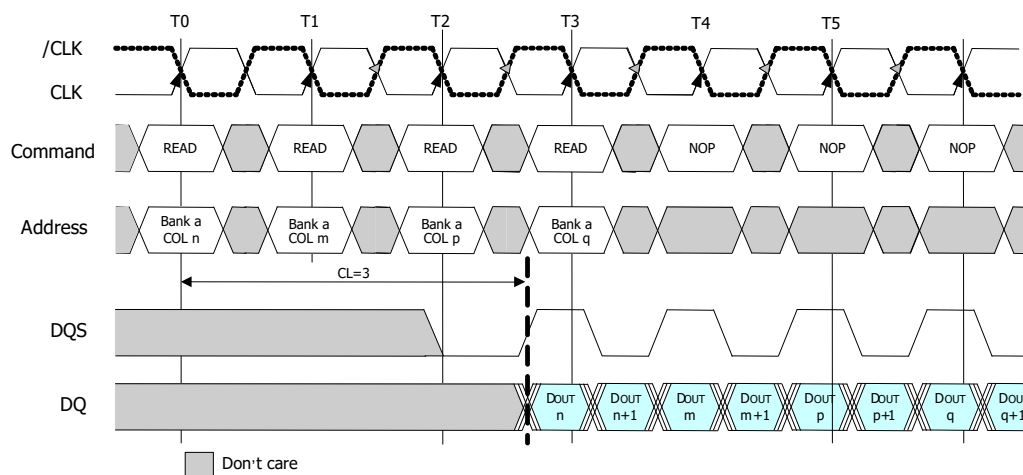 T0 T1 T2 T3 T4 T5
/CLK
CLK
Command READ READ READ READ NOP NOP NOP
Address Bank a COL n Bank a COL m Bank a COL p Bank a COL q
CL=3
DQS
DQ DOUT n DOUT n+1 DOUT m DOUT m+1 DOUT p DOUT p+1 DOUT q DOUT q+1
Don't care